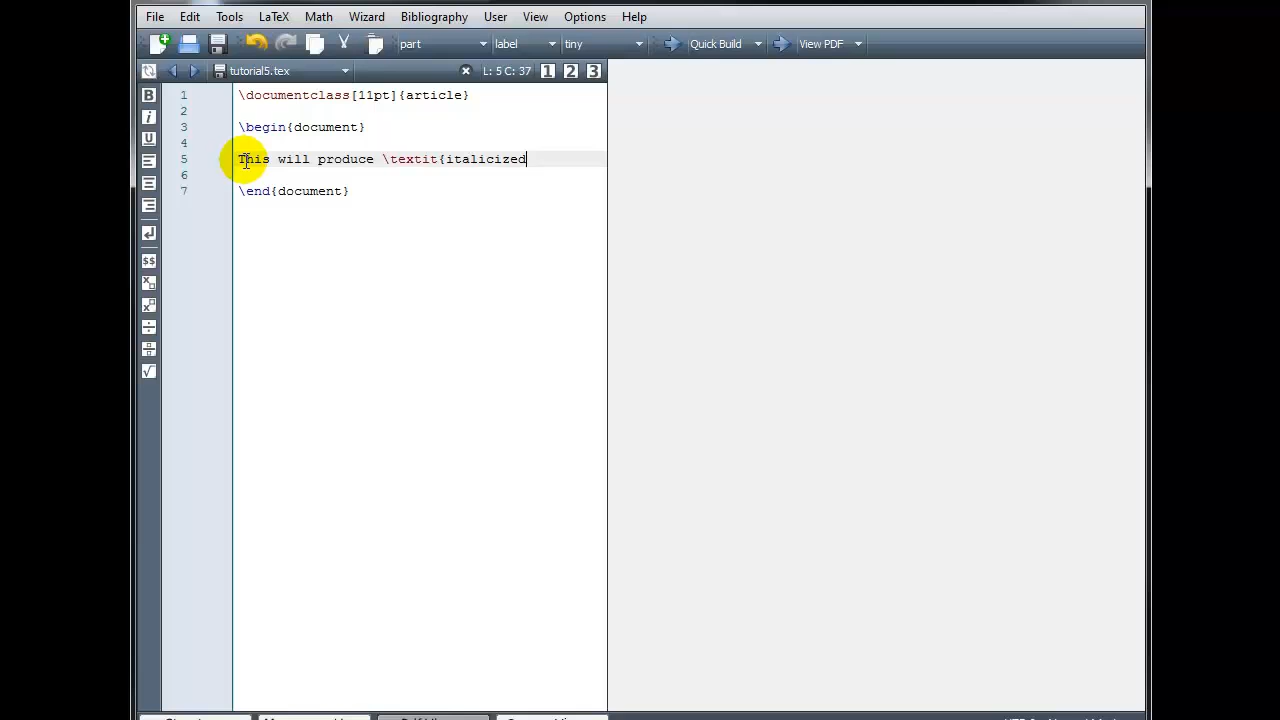 File Edit Tools LaTeX Math Wizard Bibliography User View Options Help
part label tiny Quick Build View PDF
tutorial5.tex L: 5 C: 37 1 2 3
B 1 \documentclass[11pt]{article}
i 2
U 3 \begin{document}
4
5 This will produce \textit{italicized
6
7 \end{document}
$$